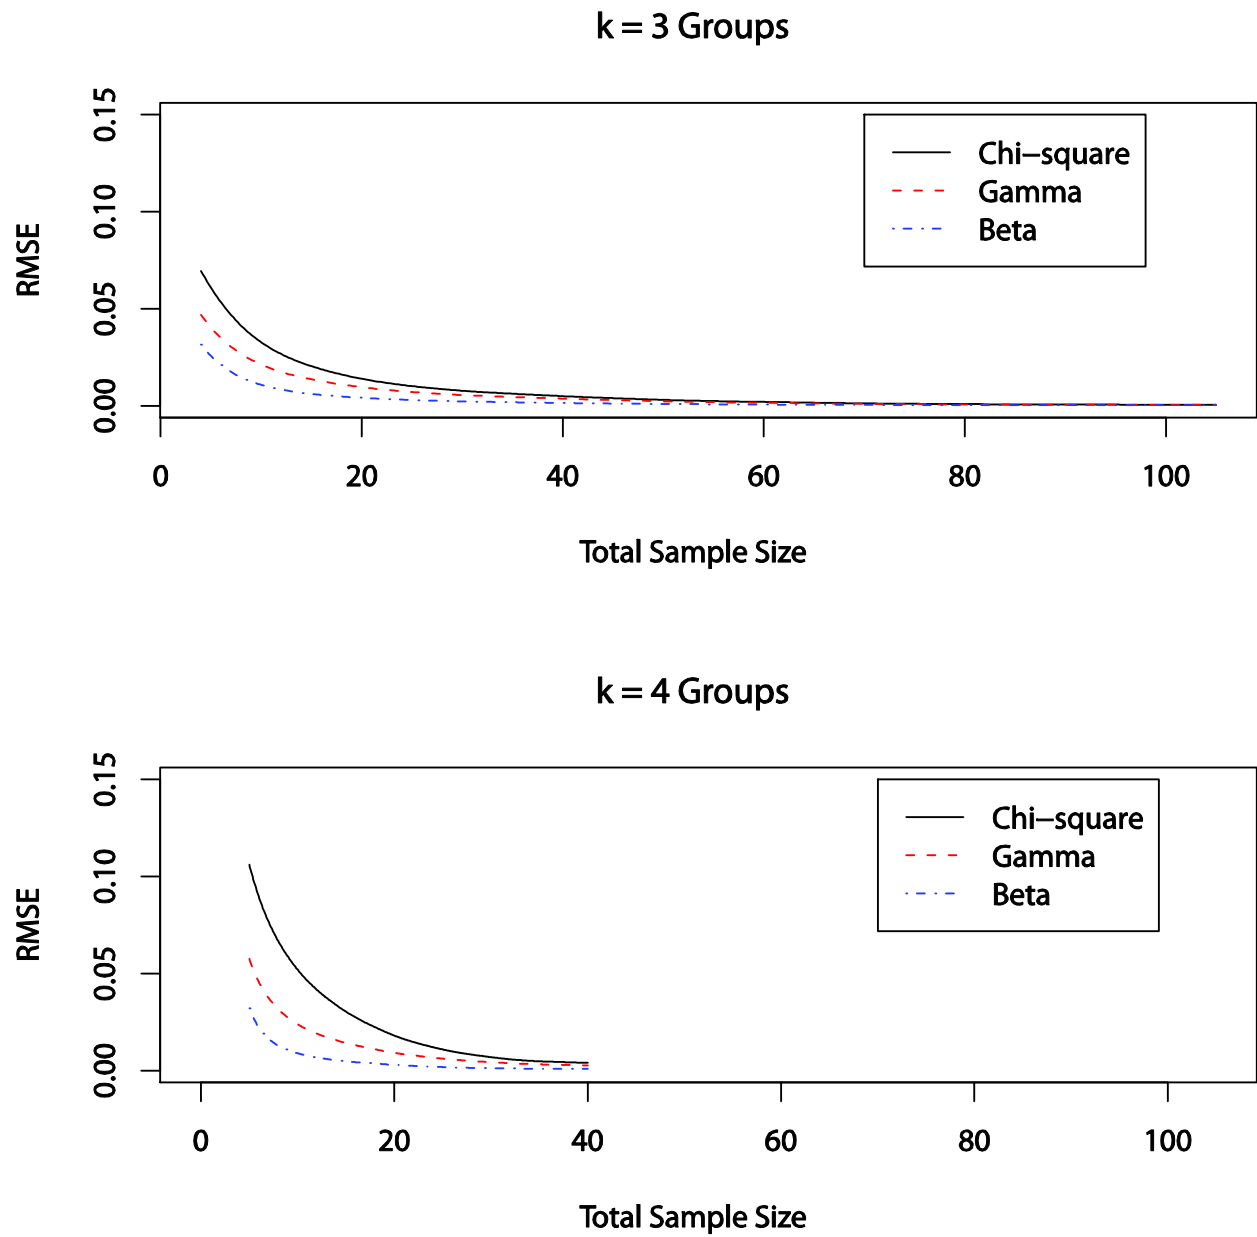 k = 3 Groups
0.15
0.10
0.05
0.00
RMSE
Chi−square
Gamma
Beta
0 20 40 60 80 100
Total Sample Size
k = 4 Groups
0.15
0.10
0.05
0.00
RMSE
Chi−square
Gamma
Beta
0 20 40 60 80 100
Total Sample Size